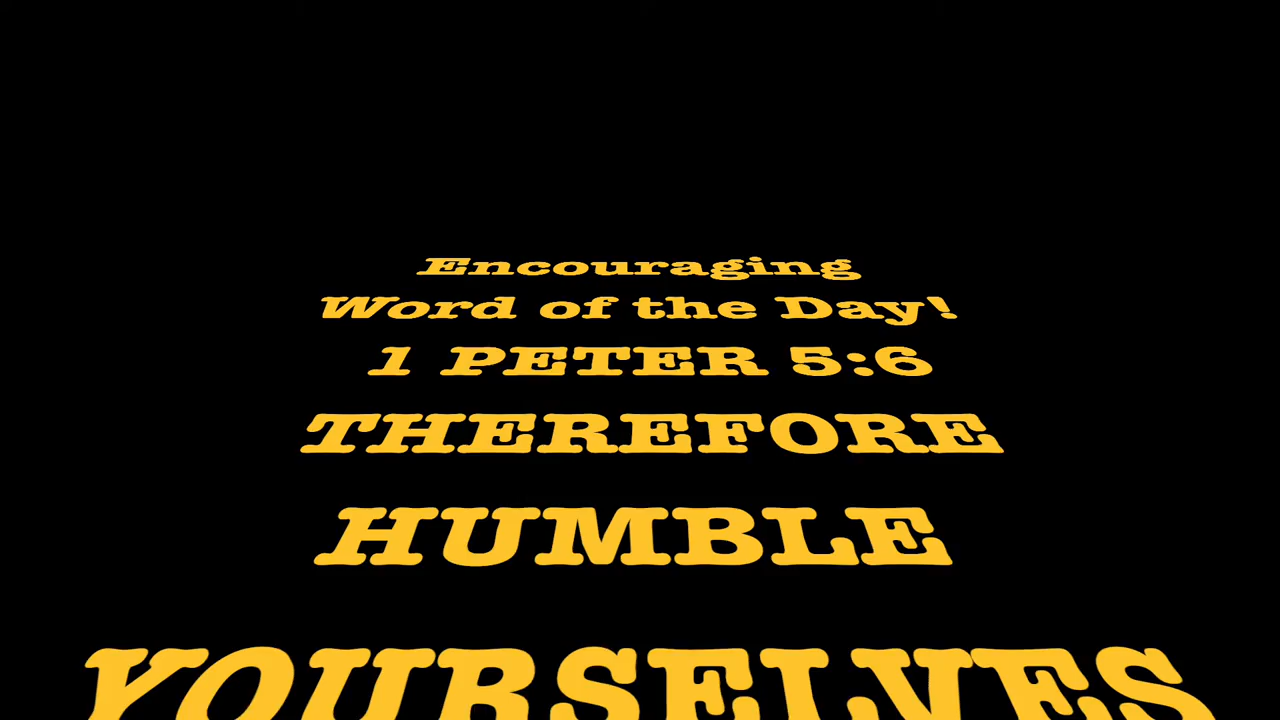 Encouraging
Word of the Day!
1 PETER 5:6
THEREFORE
HUMBLE
YOURSELVES